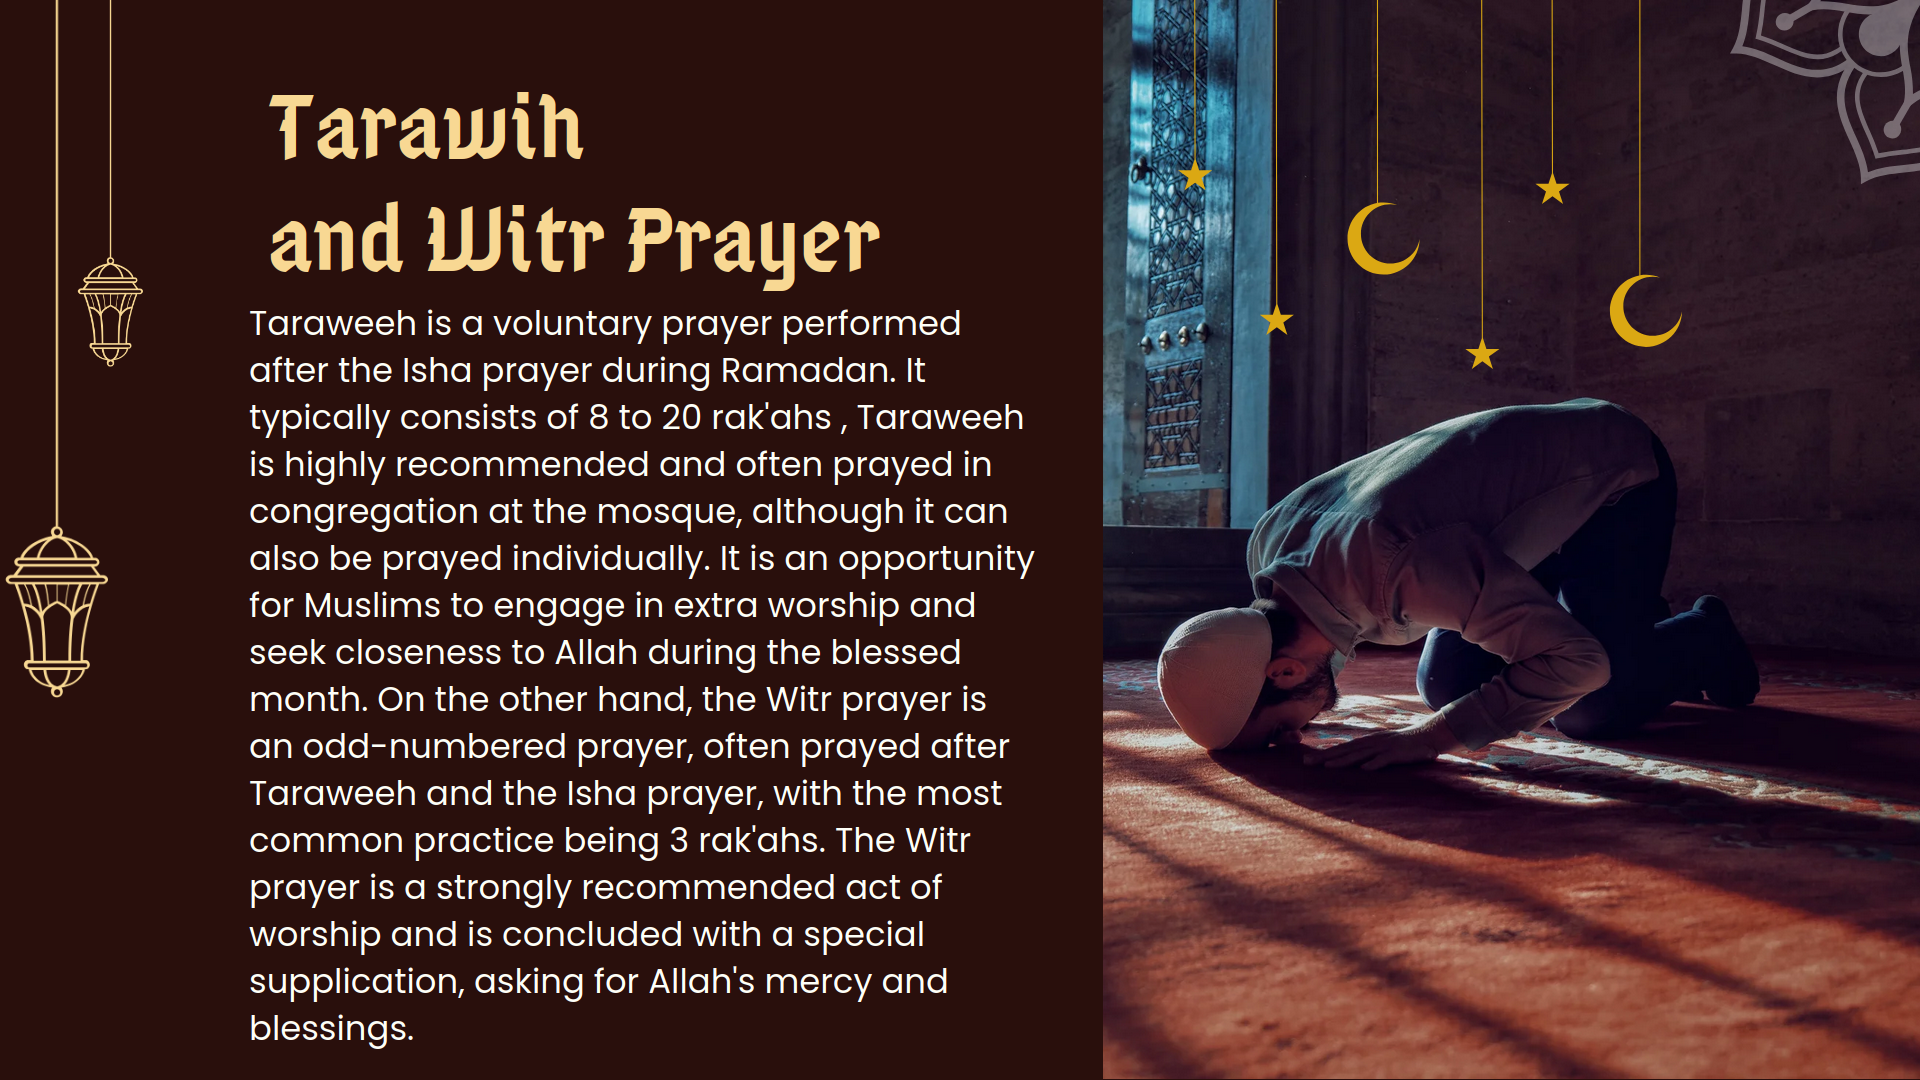 Tarawih
and Witr Prayer
Taraweeh is a voluntary prayer performed
after the Isha prayer during Ramadan. It
typically consists of 8 to 20 rak'ahs , Taraweeh
is highly recommended and often prayed in
congregation at the mosque, although it can
also be prayed individually. It is an opportunity
for Muslims to engage in extra worship and
seek closeness to Allah during the blessed
month. On the other hand, the Witr prayer is
an odd-numbered prayer, often prayed after
Taraweeh and the Isha prayer, with the most
common practice being 3 rak'ahs. The Witr
prayer is a strongly recommended act of
worship and is concluded with a special
supplication, asking for Allah's mercy and
blessings.